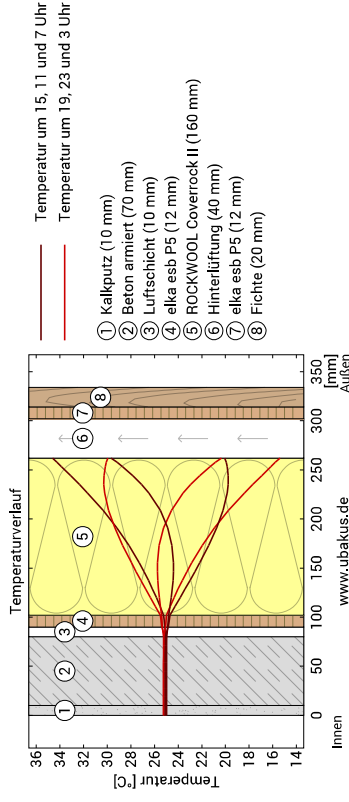 Temperaturverlauf
Temperatur [°C]
36
34
32
30
28
26
24
22
20
18
16
14
1
2
3
4
5
6
7
8
0
50
100
150
200
250
300
350
[mm]
Innen
www.ubakus.de
Außen
Temperatur um 15, 11 und 7 Uhr
Temperatur um 19, 23 und 3 Uhr
1 Kalkputz (10 mm)
2 Beton armiert (70 mm)
3 Luftschicht (10 mm)
4 elka esb P5 (12 mm)
5 ROCKWOOL Coverrock II (160 mm)
6 Hinterlüftung (40 mm)
7 elka esb P5 (12 mm)
8 Fichte (20 mm)